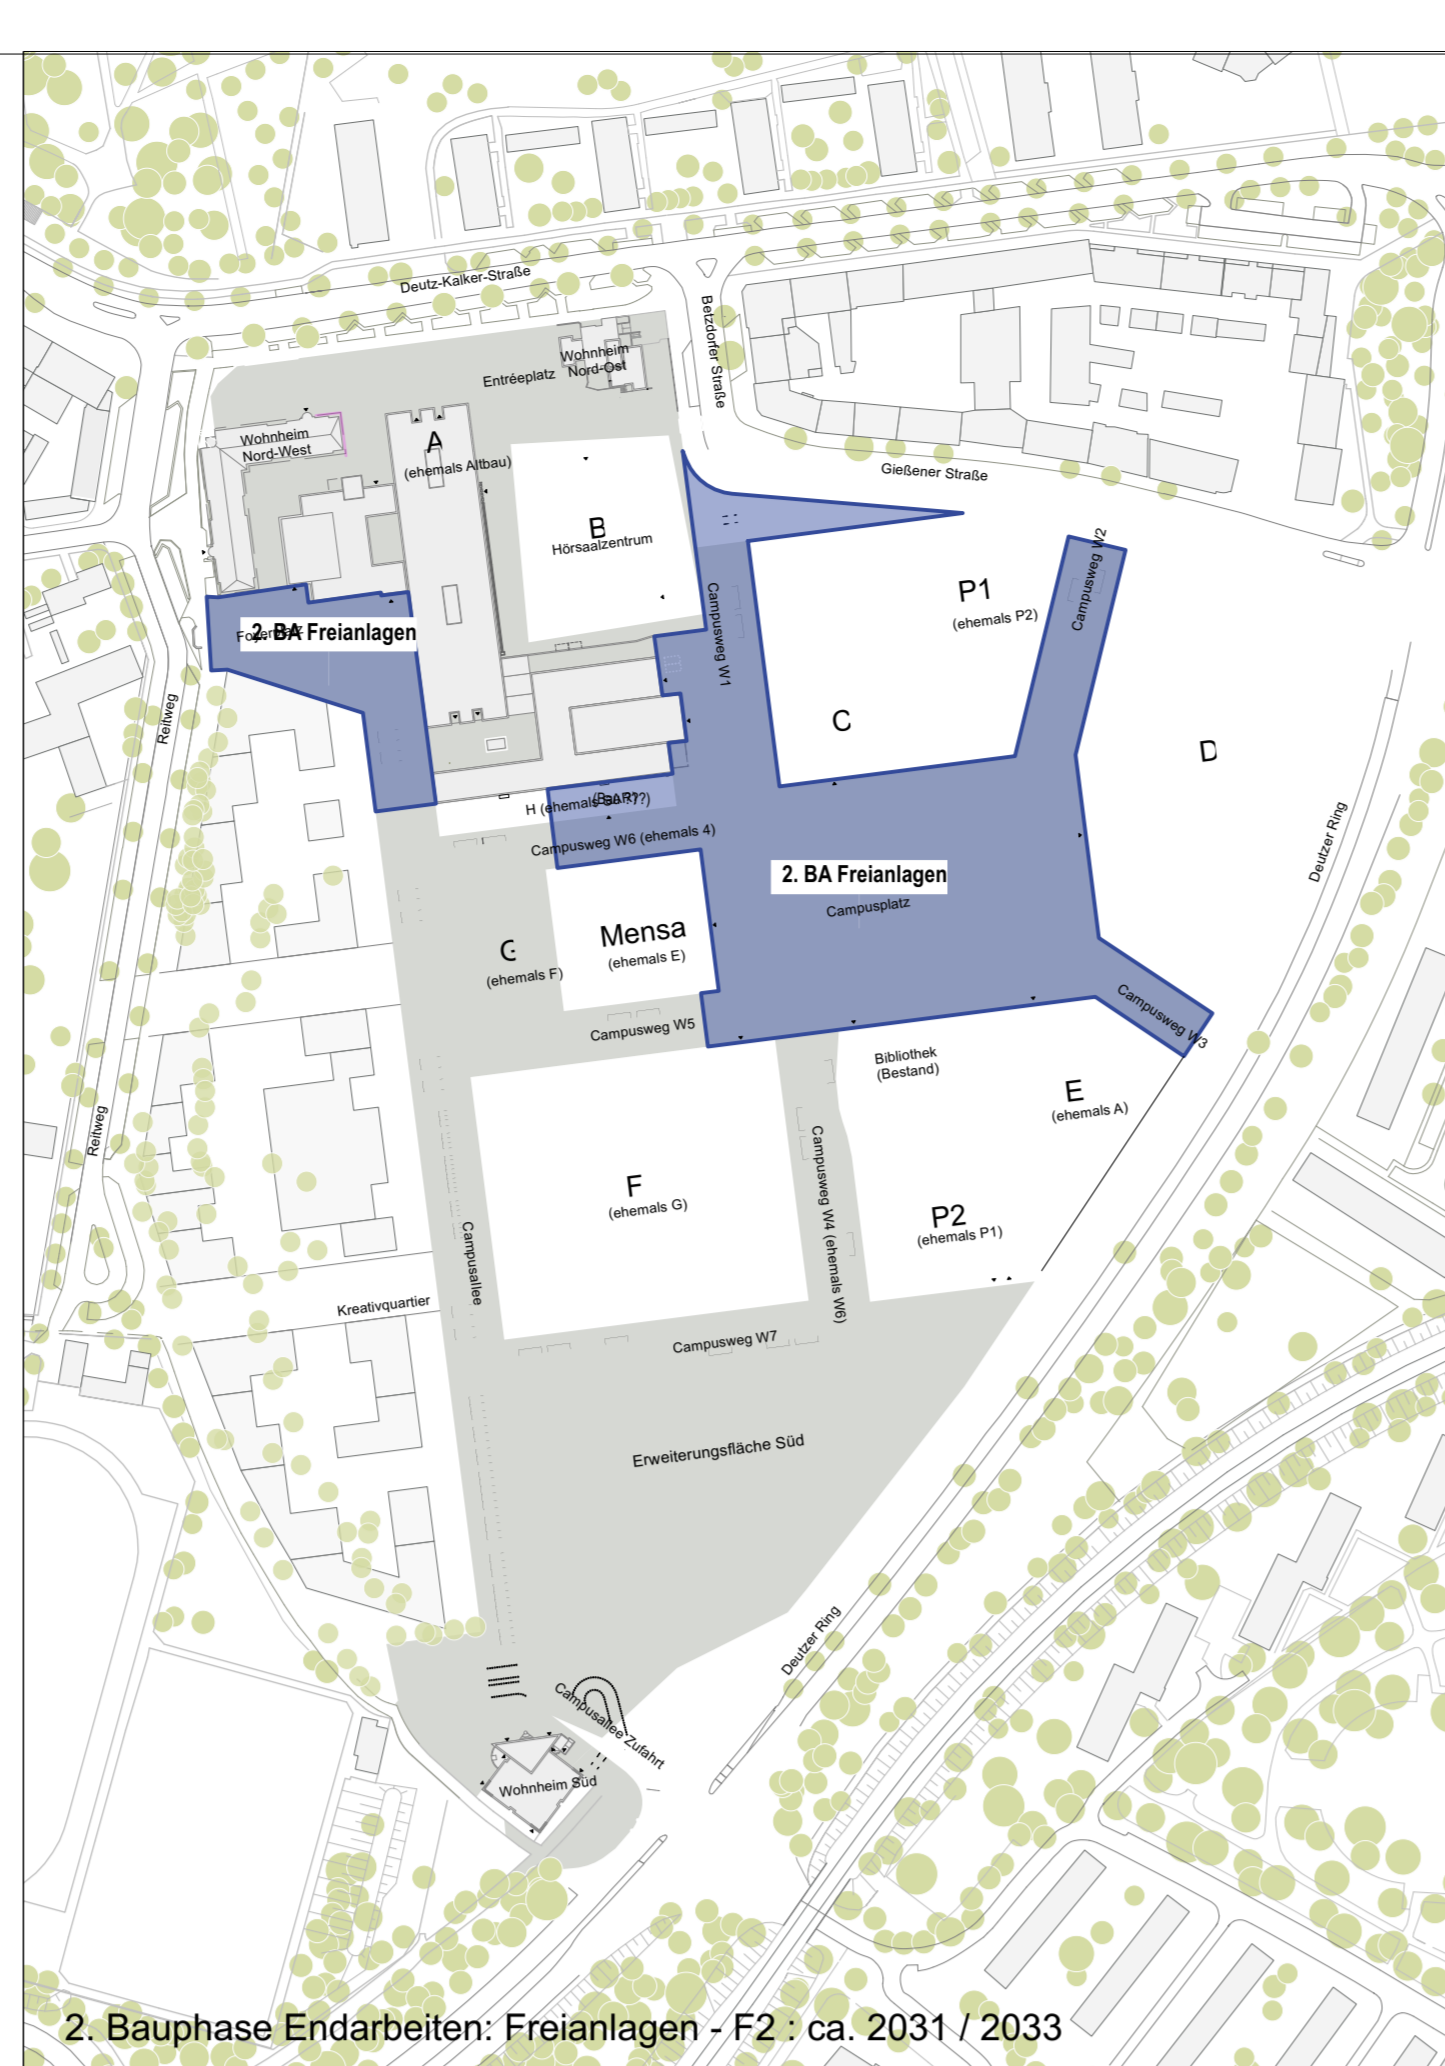 Deutz-Kalker-Straße
Betzdorfer Straße
Wohnheim
Nord-Ost
Entréeplatz
Wohnheim
Nord-West
A
(ehemals Altbau)
B
Hörsaalzentrum
Gießener Straße
Campusweg W2
P1
(ehemals P2)
Campusweg W1
2. BA Freianlagen
Reitweg
C
D
H (ehemals
Campusweg W6 (ehemals 4)
Deutzer Ring
2. BA Freianlagen
Campusplatz
Mensa
(ehemals E)
G
(ehemals F)
Campusweg W3
Campusweg W5
Bibliothek
(Bestand)
E
(ehemals A)
Reitweg
Campusweg W4 (ehemals W6)
F
(ehemals G)
P2
(ehemals P1)
Campusallee
Kreativquartier
Campusweg W7
Erweiterungsfläche Süd
Deutzer Ring
Campusallee Zufahrt
Wohnheim Süd
2. Bauphase Endarbeiten: Freianlagen - F2 : ca. 2031 / 2033